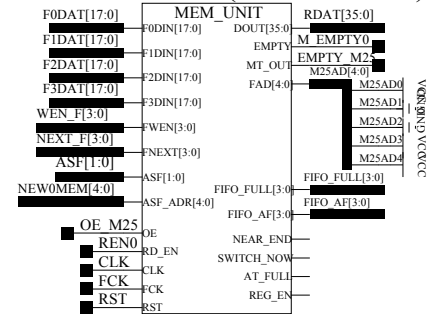 MEM_UNIT
F0DAT[17:0]
F0DIN[17:0]
F1DAT[17:0]
F1DIN[17:0]
F2DAT[17:0]
F2DIN[17:0]
F3DAT[17:0]
F3DIN[17:0]
WEN_F[3:0]
FWEN[3:0]
NEXT_F[3:0]
FNEXT[3:0]
ASF[1:0]
ASF[1:0]
NEW0MEM[4:0]
ASF_ADR[4:0]
OE_M25
OE
REN0
RD_EN
CLK
CLK
FCK
FCK
RST
RST
DOUT[35:0]
RDAT[35:0]
EMPTY
M_EMPTY0
MT_OUT
EMPTY_M25
FAD[4:0]
M25AD[4:0]
M25AD0
M25AD1
M25AD2
M25AD3
M25AD4
FIFO_FULL[3:0]
FIFO_FULL[3:0]
FIFO_AF[3:0]
FIFO_AF[3:0]
NEAR_END
SWITCH_NOW
AT_FULL
REG_EN